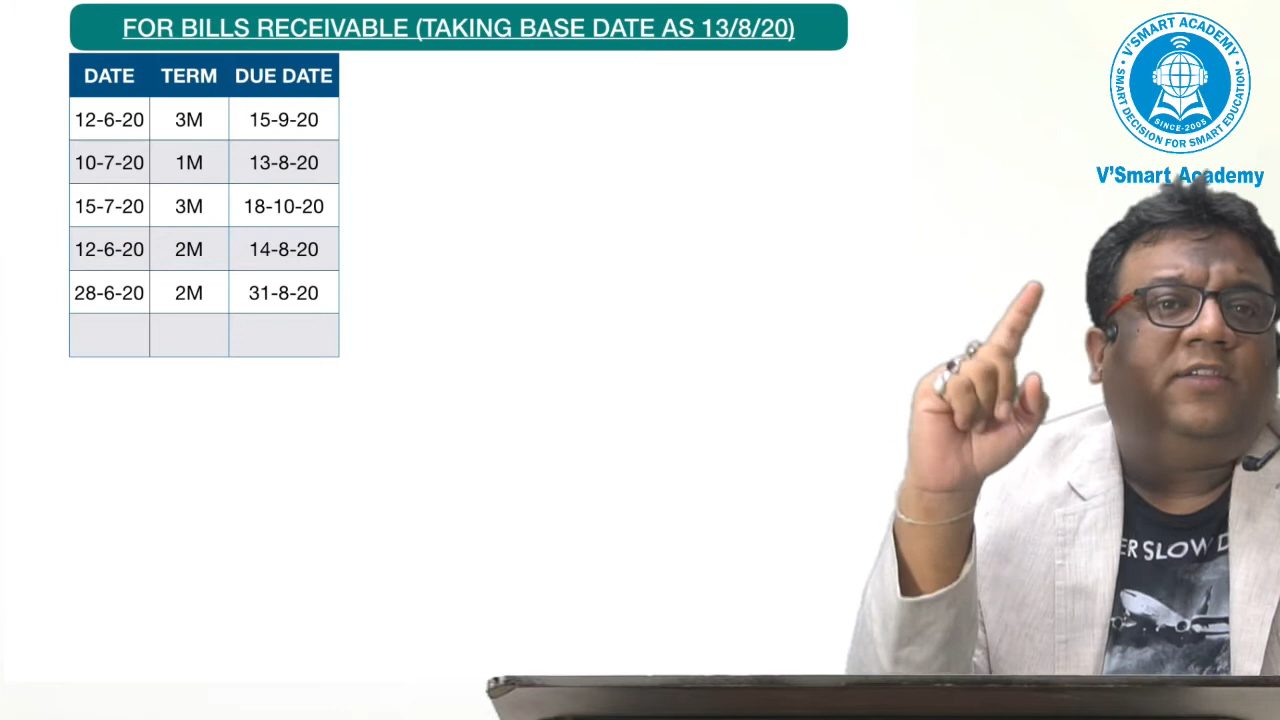 FOR BILLS RECEIVABLE (TAKING BASE DATE AS 13/8/20)
DATE TERM DUE DATE
12-6-20 3M 15-9-20
10-7-20 1M 13-8-20
15-7-20 3M 18-10-20
12-6-20 2M 14-8-20
28-6-20 2M 31-8-20
V'SMART ACADEMY
SMART DECISION FOR SMART EDUCATION
SINCE-2005
V'Smart Academy
ER SLOW D